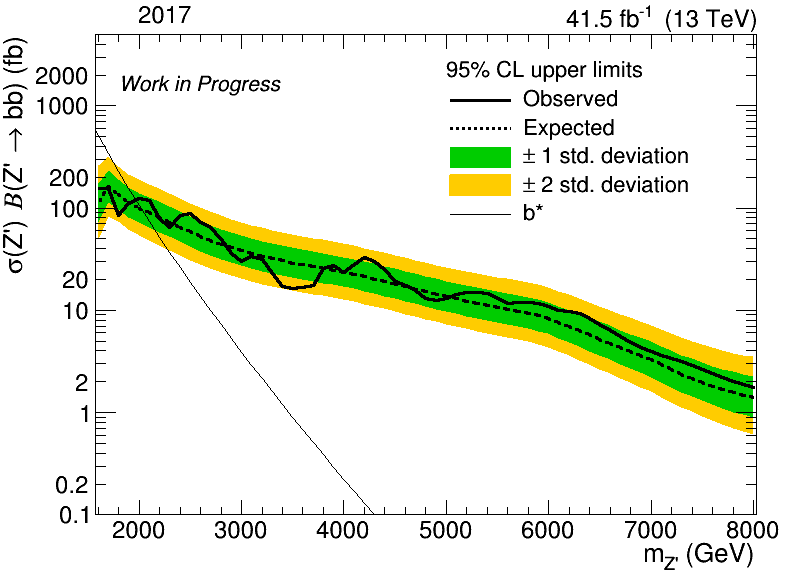 2017
41.5 fb⁻¹ (13 TeV)
σ(Z') B(Z' → bb) (fb)
Work in Progress
95% CL upper limits
Observed
Expected
± 1 std. deviation
± 2 std. deviation
b*
2000
1000
200
100
20
10
2
1
0.2
0.1
2000 3000 4000 5000 6000 7000 8000
m_Z' (GeV)